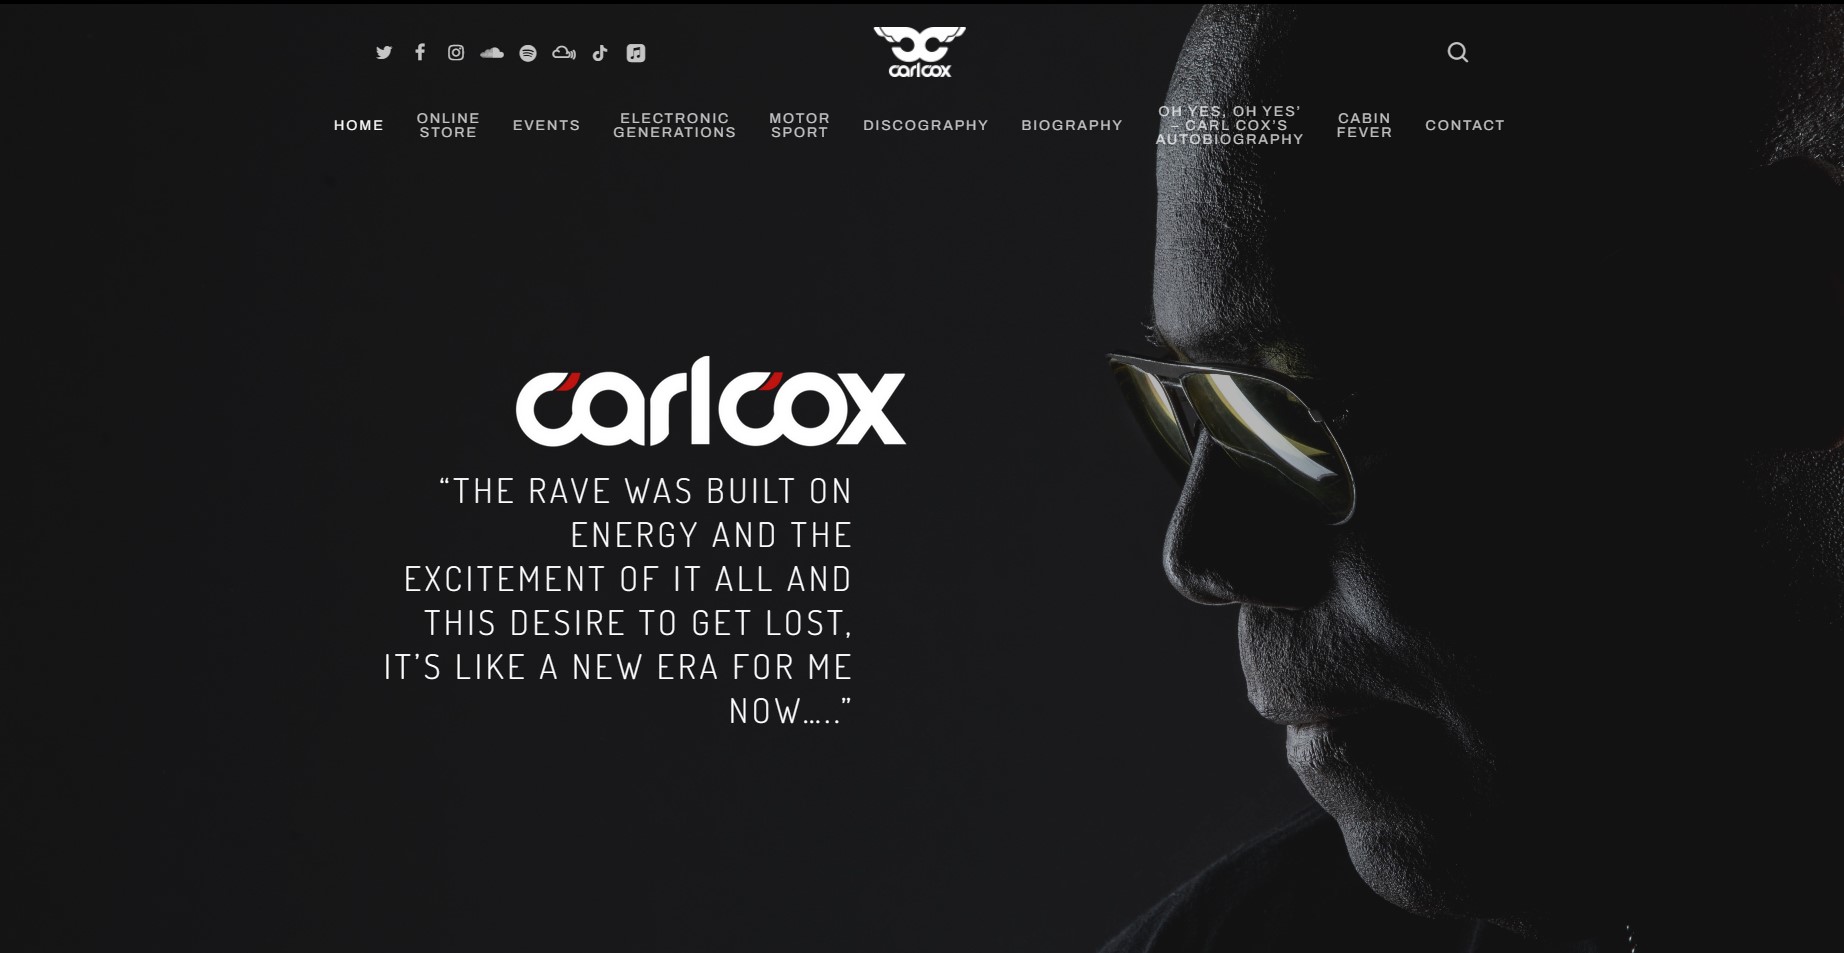 carlcox
HOME
ONLINE
STORE
EVENTS
ELECTRONIC
GENERATIONS
MOTOR
SPORT
DISCOGRAPHY
BIOGRAPHY
OH YES, OH YES’
– CARL COX’S
AUTOBIOGRAPHY
CABIN
FEVER
CONTACT
carlcox
“THE RAVE WAS BUILT ON
ENERGY AND THE
EXCITEMENT OF IT ALL AND
THIS DESIRE TO GET LOST,
IT’S LIKE A NEW ERA FOR ME
NOW…..”